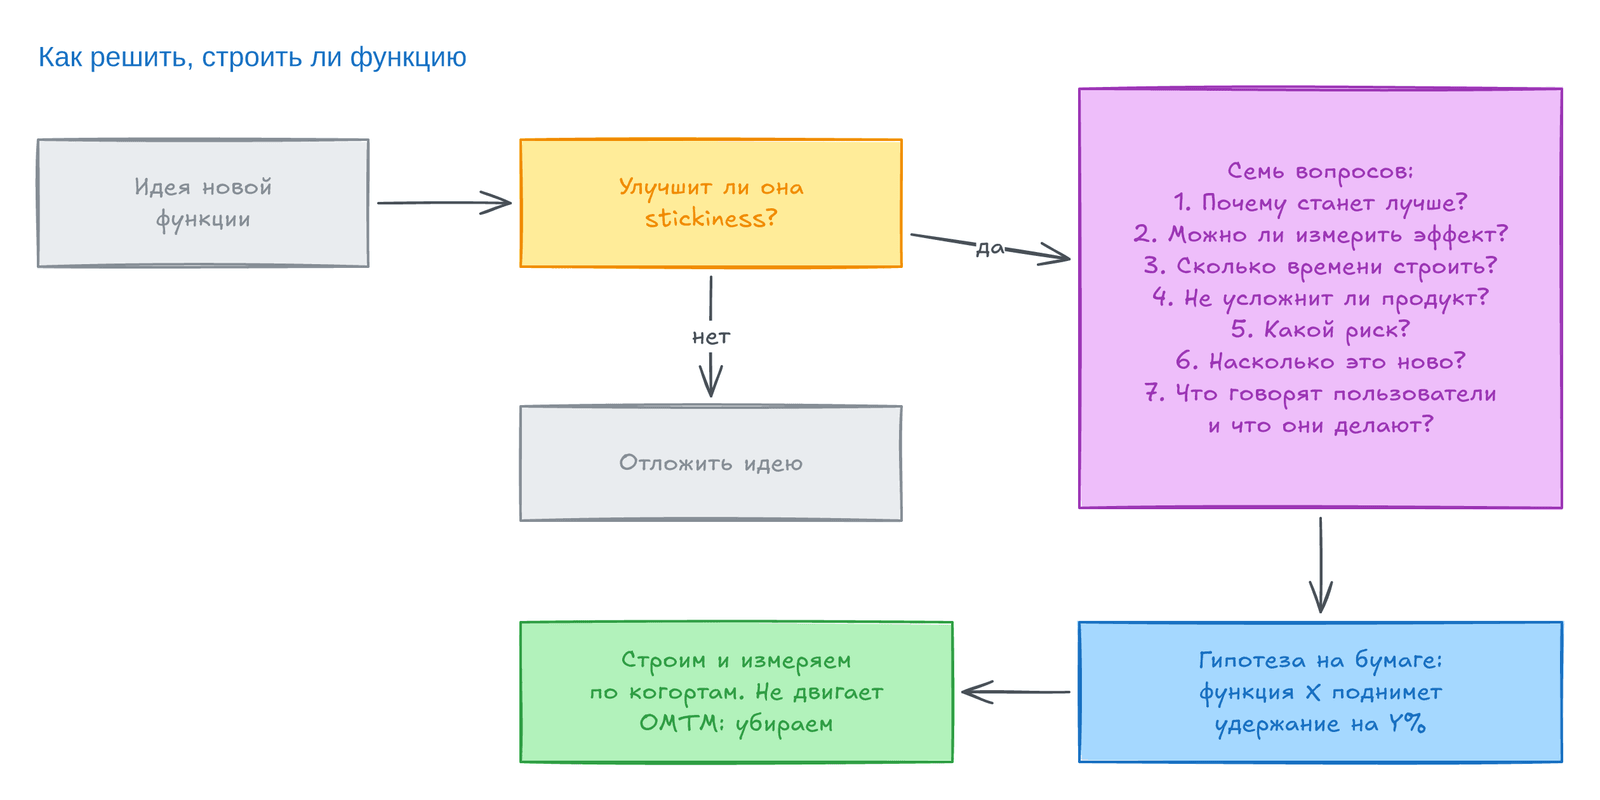 Как решить, строить ли функцию
Идея новой
функции
Улучшит ли она
stickiness?
да
Семь вопросов:
1. Почему станет лучше?
2. Можно ли измерить эффект?
3. Сколько времени строить?
4. Не усложнит ли продукт?
5. Какой риск?
6. Насколько это ново?
7. Что говорят пользователи
и что они делают?
нет
Отложить идею
Гипотеза на бумаге:
функция X поднимет
удержание на Y%
Строим и измеряем
по когортам. Не двигает
OMTM: убираем